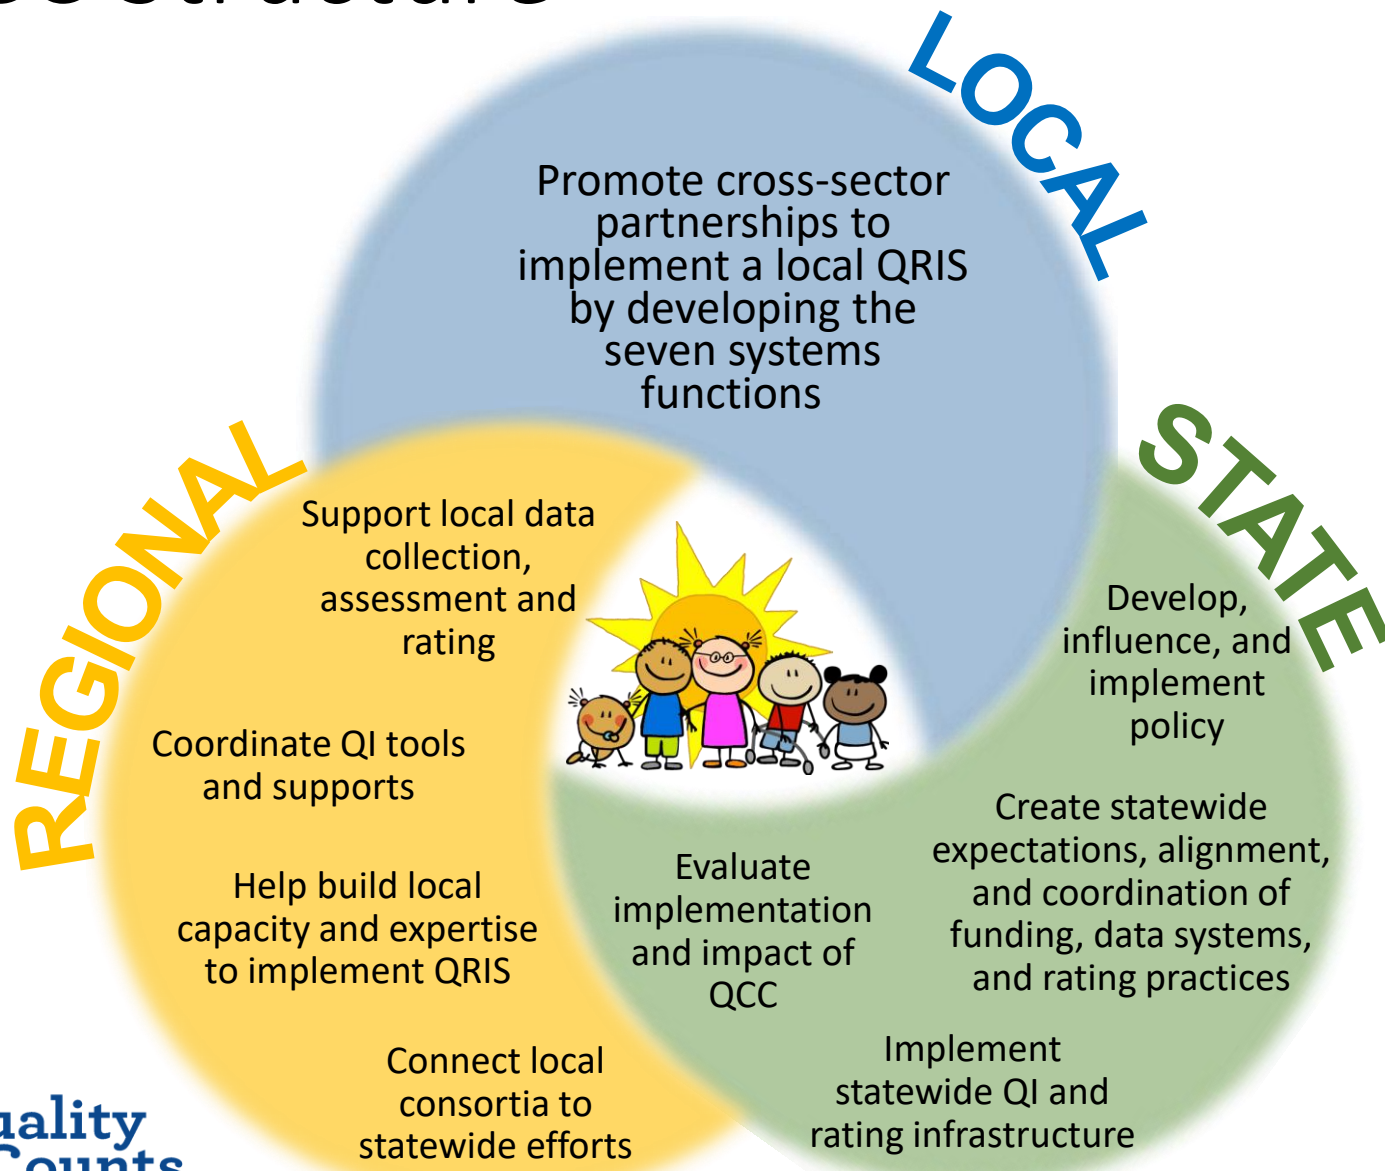 Structure
LOCAL
Promote cross-sector
partnerships to
implement a local QRIS
by developing the
seven systems
functions
REGIONAL
Support local data
collection,
assessment and
rating
Coordinate QI tools
and supports
Help build local
capacity and expertise
to implement QRIS
Connect local
consortia to
statewide efforts
STATE
Develop,
influence, and
implement
policy
Create statewide
expectations, alignment,
and coordination of
funding, data systems,
and rating practices
Evaluate
implementation
and impact of
QCC
Implement
statewide QI and
rating infrastructure
uality
Counts